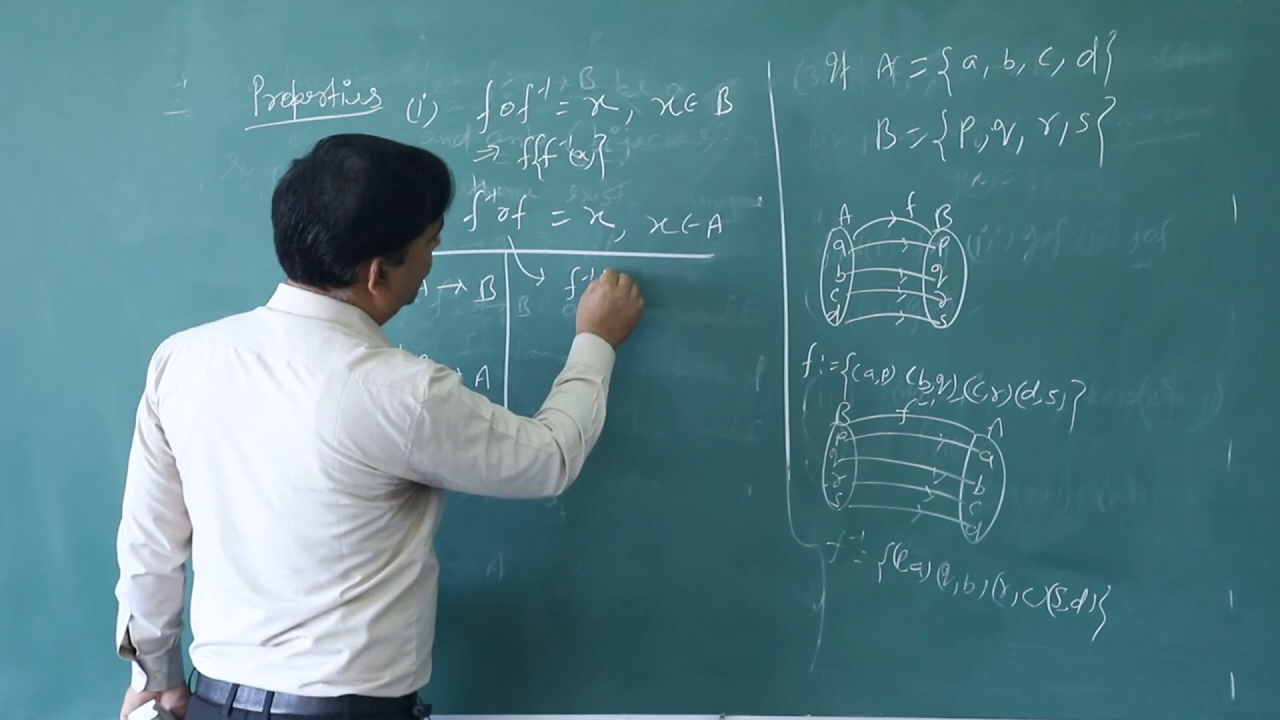 Properties (i) fof⁻¹ = x, x ∈ B
⇒ f{f⁻¹(x)}
f⁻¹of = x, x ∈ A
A → B
f⁻¹
A
If A = {a, b, c, d}
B = {p, q, r, s}
f
A B
a p
b q
c r
d s
f: = {(a,p) (b,q) (c,r) (d,s)}
f⁻¹
B A
p a
q b
r c
s d
f⁻¹ = {(p,a) (q,b) (r,c) (s,d)}